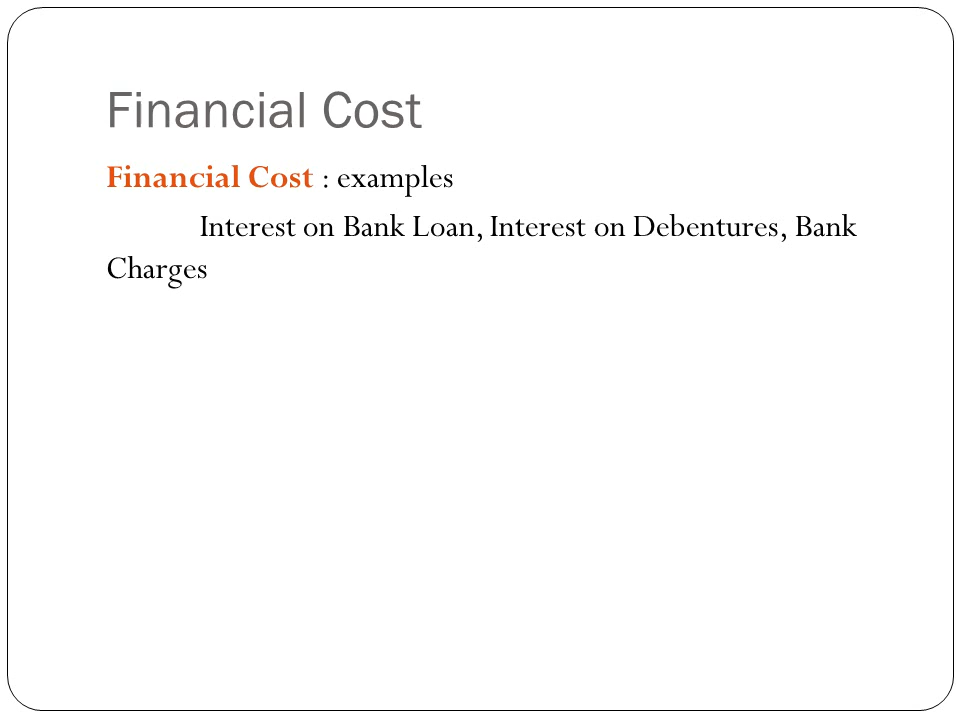 Financial Cost
Financial Cost : examples
Interest on Bank Loan, Interest on Debentures, Bank
Charges